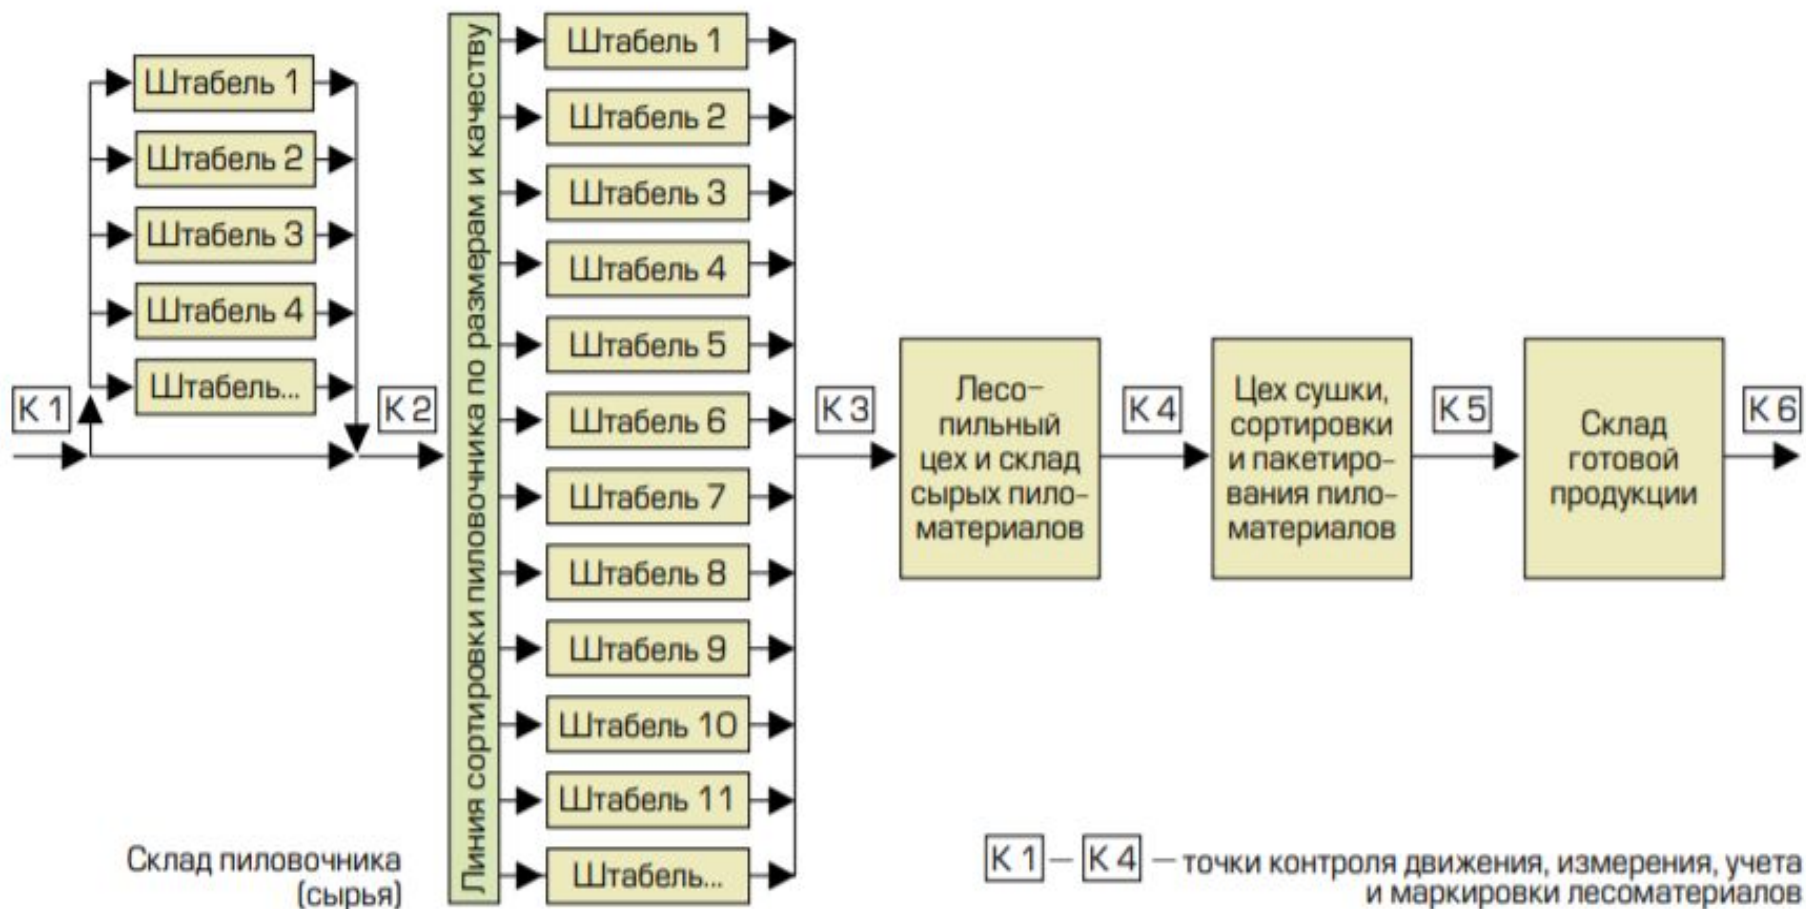 К 1
Штабель 1
Штабель 2
Штабель 3
Штабель 4
Штабель...
К 2
Склад пиловочника
(сырья)
Линия сортировки пиловочника по размерам и качеству
Штабель 1
Штабель 2
Штабель 3
Штабель 4
Штабель 5
Штабель 6
Штабель 7
Штабель 8
Штабель 9
Штабель 10
Штабель 11
Штабель...
К 3
Лесо–
пильный
цех и склад
сырых пило–
материалов
К 4
Цех сушки,
сортировки
и пакетиро–
вания пило–
материалов
К 5
Склад
готовой
продукции
К 6
К 1 – К 4 – точки контроля движения, измерения, учета
и маркировки лесоматериалов